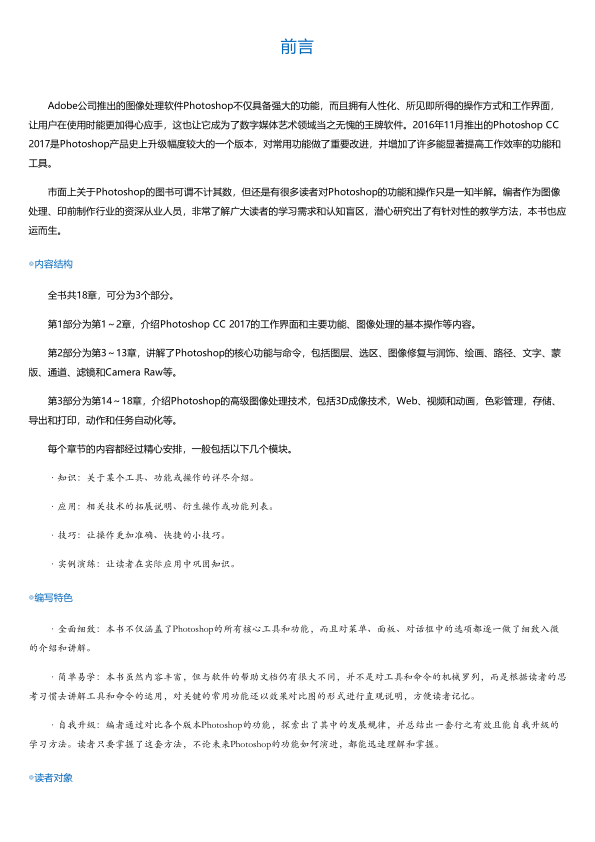 前言
Adobe公司推出的图像处理软件Photoshop不仅具备强大的功能，而且拥有人性化、所见即所得的操作方式和工作界面，
让用户在使用时能更加得心应手，这也让它成为了数字媒体艺术领域当之无愧的王牌软件。2016年11月推出的Photoshop CC
2017是Photoshop产品史上升级幅度较大的一个版本，对常用功能做了重要改进，并增加了许多能显著提高工作效率的功能和
工具。
市面上关于Photoshop的图书可谓不计其数，但还是有很多读者对Photoshop的功能和操作只是一知半解。编者作为图像
处理、印前制作行业的资深从业人员，非常了解广大读者的学习需求和认知盲区，潜心研究出了有针对性的教学方法，本书也应
运而生。
◎内容结构
全书共18章，可分为3个部分。
第1部分为第1～2章，介绍Photoshop CC 2017的工作界面和主要功能、图像处理的基本操作等内容。
第2部分为第3～13章，讲解了Photoshop的核心功能与命令，包括图层、选区、图像修复与润饰、绘画、路径、文字、蒙
版、通道、滤镜和Camera Raw等。
第3部分为第14～18章，介绍Photoshop的高级图像处理技术，包括3D成像技术，Web、视频和动画，色彩管理，存储、
导出和打印，动作和任务自动化等。
每个章节的内容都经过精心安排，一般包括以下几个模块。
·知识：关于某个工具、功能或操作的详尽介绍。
·应用：相关技术的拓展说明、衍生操作或功能列表。
·技巧：让操作更加准确、快捷的小技巧。
·实例演练：让读者在实际应用中巩固知识。
◎编写特色
·全面细致：本书不仅涵盖了Photoshop的所有核心工具和功能，而且对菜单、面板、对话框中的选项都逐一做了细致入微
的介绍和讲解。
·简单易学：本书虽然内容丰富，但与软件的帮助文档仍有很大不同，并不是对工具和命令的机械罗列，而是根据读者的思
考习惯去讲解工具和命令的运用，对关键的常用功能还以效果对比图的形式进行直观说明，方便读者记忆。
·自我升级：编者通过对比各个版本Photoshop的功能，探索出了其中的发展规律，并总结出一套行之有效且能自我升级的
学习方法。读者只要掌握了这套方法，不论未来Photoshop的功能如何演进，都能迅速理解和掌握。
◎读者对象